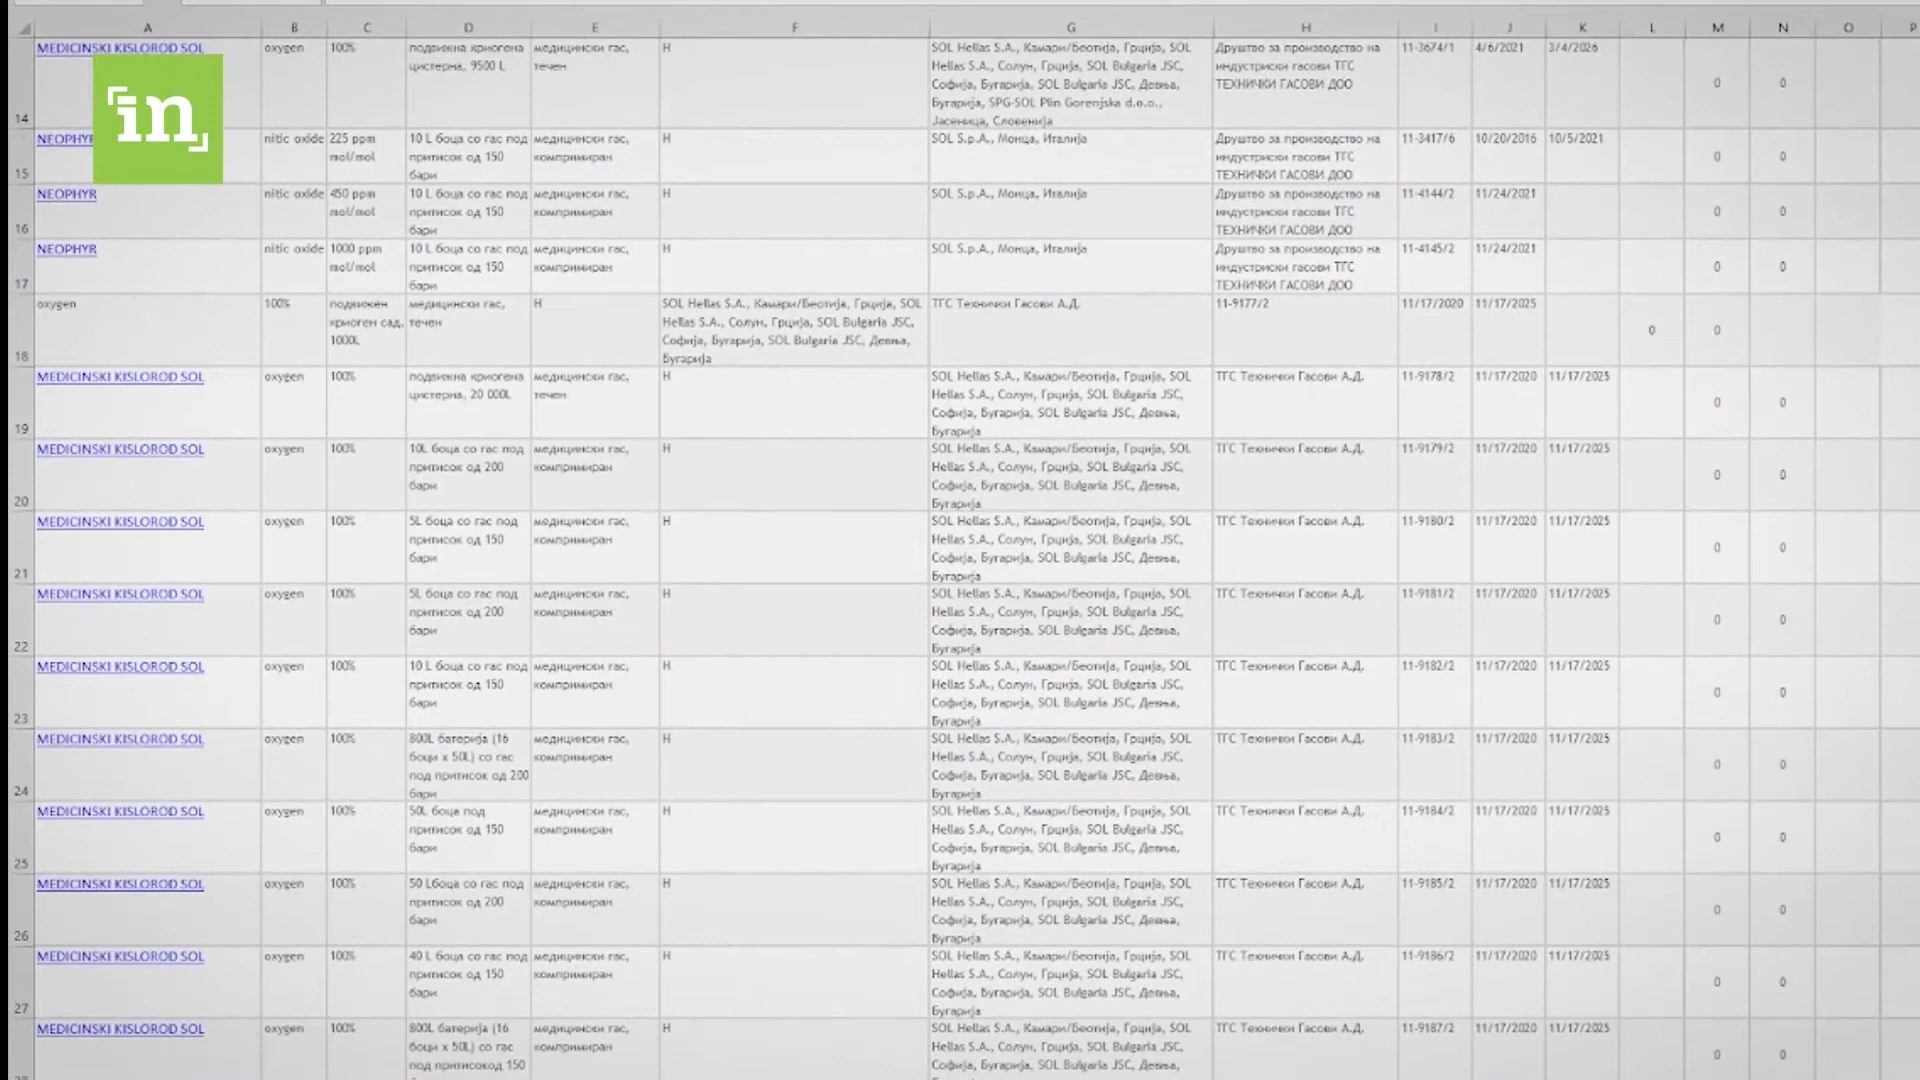 A B C D E F G H I J K L M N O P
MEDICINSKI KISLOROD SOL oxygen 100% подвижна криогена медицински гас, H SOL Hellas S.A., Камари/Беотија, Грција, SOL Друштво за производство на 11-3674/1 4/6/2021 3/4/2026
цистерна, 9500 L течен Hellas S.A., Солун, Грција, SOL Bulgaria JSC, индустриски гасови ТГС
Софија, Бугарија, SOL Bulgaria JSC, Девња, ТЕХНИЧКИ ГАСОВИ ДОО 0 0
Бугарија, SPG-SOL Plin Gorenjska d.o.o.,
14 Јасеница, Словенија
in
NEOPHYR nitic oxide 225 ppm 10 L боца со гас под медицински гас, H SOL S.p.A., Монца, Италија Друштво за производство на 11-3417/6 10/20/2016 10/5/2021
mol/mol притисок од 150 компримиран индустриски гасови ТГС 0 0
15 бари ТЕХНИЧКИ ГАСОВИ ДОО
NEOPHYR nitic oxide 450 ppm 10 L боца со гас под медицински гас, H SOL S.p.A., Монца, Италија Друштво за производство на 11-4144/2 11/24/2021
mol/mol притисок од 150 компримиран индустриски гасови ТГС 0 0
16 бари ТЕХНИЧКИ ГАСОВИ ДОО
NEOPHYR nitic oxide 1000 ppm 10 L боца со гас под медицински гас, H SOL S.p.A., Монца, Италија Друштво за производство на 11-4145/2 11/24/2021
mol/mol притисок од 150 компримиран индустриски гасови ТГС 0 0
17 бари ТЕХНИЧКИ ГАСОВИ ДОО
oxygen 100% подвижен медицински гас, H SOL Hellas S.A., Камари/Беотија, Грција, SOL ТГС Технички Гасови А.Д. 11-9177/2 11/17/2020 11/17/2025
криоген сад, течен Hellas S.A., Солун, Грција, SOL Bulgaria JSC, 0 0
1000L Софија, Бугарија, SOL Bulgaria JSC, Девња,
18 Бугарија
MEDICINSKI KISLOROD SOL oxygen 100% подвижна криогена медицински гас, H SOL Hellas S.A., Камари/Беотија, Грција, SOL ТГС Технички Гасови А.Д. 11-9178/2 11/17/2020 11/17/2025
цистерна, 20 000L течен Hellas S.A., Солун, Грција, SOL Bulgaria JSC, 0 0
Софија, Бугарија, SOL Bulgaria JSC, Девња,
19 Бугарија
MEDICINSKI KISLOROD SOL oxygen 100% 10L боца со гас под медицински гас, H SOL Hellas S.A., Камари/Беотија, Грција, SOL ТГС Технички Гасови А.Д. 11-9179/2 11/17/2020 11/17/2025
притисок од 200 компримиран Hellas S.A., Солун, Грција, SOL Bulgaria JSC, 0 0
бари Софија, Бугарија, SOL Bulgaria JSC, Девња,
20 Бугарија
MEDICINSKI KISLOROD SOL oxygen 100% 5L боца со гас под медицински гас, H SOL Hellas S.A., Камари/Беотија, Грција, SOL ТГС Технички Гасови А.Д. 11-9180/2 11/17/2020 11/17/2025
притисок од 150 компримиран Hellas S.A., Солун, Грција, SOL Bulgaria JSC, 0 0
бари Софија, Бугарија, SOL Bulgaria JSC, Девња,
21 Бугарија
MEDICINSKI KISLOROD SOL oxygen 100% 5L боца со гас под медицински гас, H SOL Hellas S.A., Камари/Беотија, Грција, SOL ТГС Технички Гасови А.Д. 11-9181/2 11/17/2020 11/17/2025
притисок од 200 компримиран Hellas S.A., Солун, Грција, SOL Bulgaria JSC, 0 0
бари Софија, Бугарија, SOL Bulgaria JSC, Девња,
22 Бугарија
MEDICINSKI KISLOROD SOL oxygen 100% 10 L боца со гас под медицински гас, H SOL Hellas S.A., Камари/Беотија, Грција, SOL ТГС Технички Гасови А.Д. 11-9182/2 11/17/2020 11/17/2025
притисок од 150 компримиран Hellas S.A., Солун, Грција, SOL Bulgaria JSC, 0 0
бари Софија, Бугарија, SOL Bulgaria JSC, Девња,
23 Бугарија
MEDICINSKI KISLOROD SOL oxygen 100% 800L батерија (16 медицински гас, H SOL Hellas S.A., Камари/Беотија, Грција, SOL ТГС Технички Гасови А.Д. 11-9183/2 11/17/2020 11/17/2025
боци x 50L) со гас компримиран Hellas S.A., Солун, Грција, SOL Bulgaria JSC, 0 0
под притисок од 200 Софија, Бугарија, SOL Bulgaria JSC, Девња,
24 бари Бугарија
MEDICINSKI KISLOROD SOL oxygen 100% 50L боца под медицински гас, H SOL Hellas S.A., Камари/Беотија, Грција, SOL ТГС Технички Гасови А.Д. 11-9184/2 11/17/2020 11/17/2025
притисок од 150 компримиран Hellas S.A., Солун, Грција, SOL Bulgaria JSC, 0 0
бари Софија, Бугарија, SOL Bulgaria JSC, Девња,
25 Бугарија
MEDICINSKI KISLOROD SOL oxygen 100% 50 Lбоца со гас под медицински гас, H SOL Hellas S.A., Камари/Беотија, Грција, SOL ТГС Технички Гасови А.Д. 11-9185/2 11/17/2020 11/17/2025
притисок од 200 компримиран Hellas S.A., Солун, Грција, SOL Bulgaria JSC, 0 0
бари Софија, Бугарија, SOL Bulgaria JSC, Девња,
26 Бугарија
MEDICINSKI KISLOROD SOL oxygen 100% 40 L боца со гас под медицински гас, H SOL Hellas S.A., Камари/Беотија, Грција, SOL ТГС Технички Гасови А.Д. 11-9186/2 11/17/2020 11/17/2025
притисок од 150 компримиран Hellas S.A., Солун, Грција, SOL Bulgaria JSC, 0 0
бари Софија, Бугарија, SOL Bulgaria JSC, Девња,
27 Бугарија
MEDICINSKI KISLOROD SOL oxygen 100% 800L батерија (16 медицински гас, H SOL Hellas S.A., Камари/Беотија, Грција, SOL ТГС Технички Гасови А.Д. 11-9187/2 11/17/2020 11/17/2025
боци x 50L) со гас компримиран Hellas S.A., Солун, Грција, SOL Bulgaria JSC, 0 0
под притисокод 150 Софија, Бугарија, SOL Bulgaria JSC, Девња,